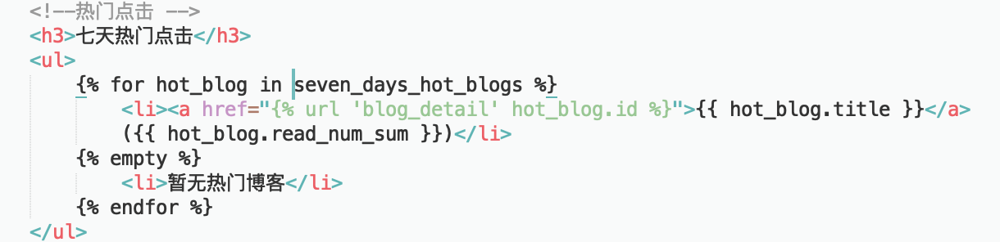 <!--热门点击 -->
<h3>七天热门点击</h3>
<ul>
{% for hot_blog in seven_days_hot_blogs %}
<li><a href="{% url 'blog_detail' hot_blog.id %}">{{ hot_blog.title }}</a>
({{ hot_blog.read_num_sum }})</li>
{% empty %}
<li>暂无热门博客</li>
{% endfor %}
</ul>